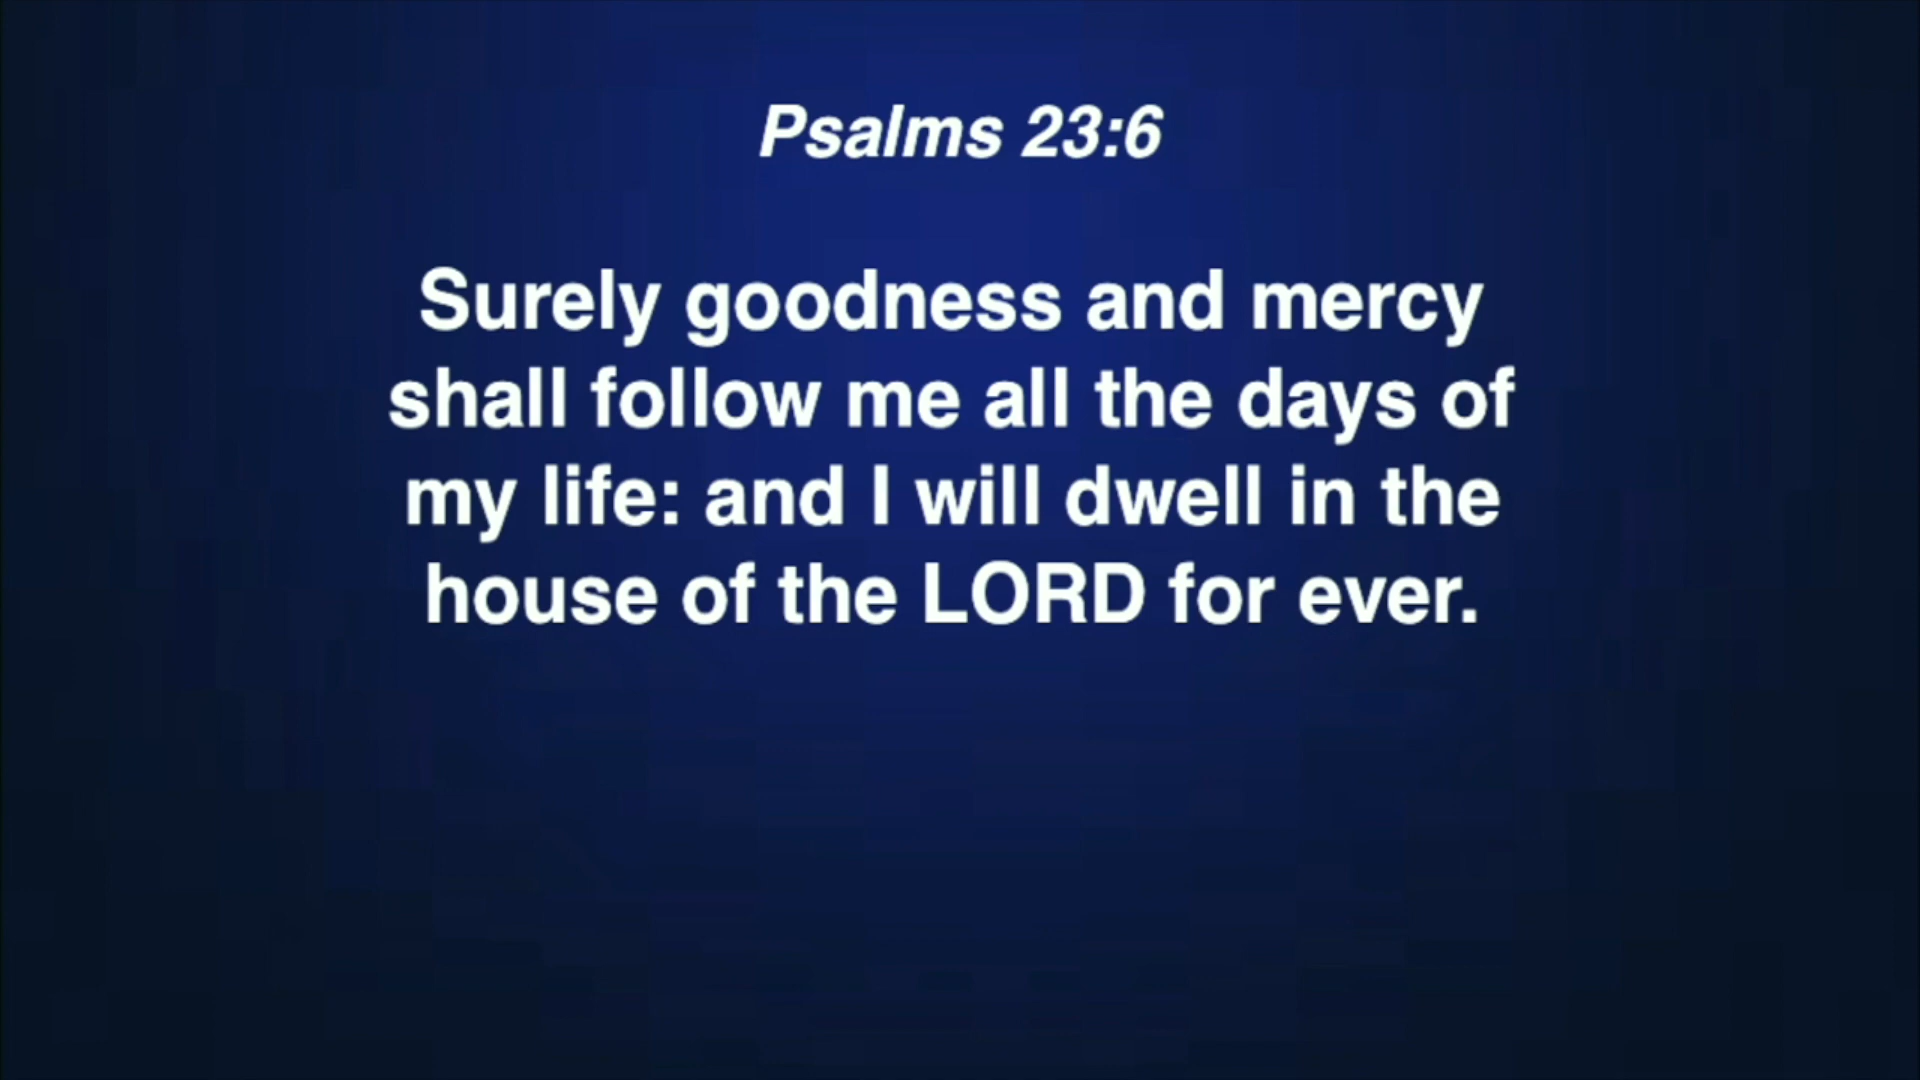 Psalms 23:6
Surely goodness and mercy
shall follow me all the days of
my life: and I will dwell in the
house of the LORD for ever.